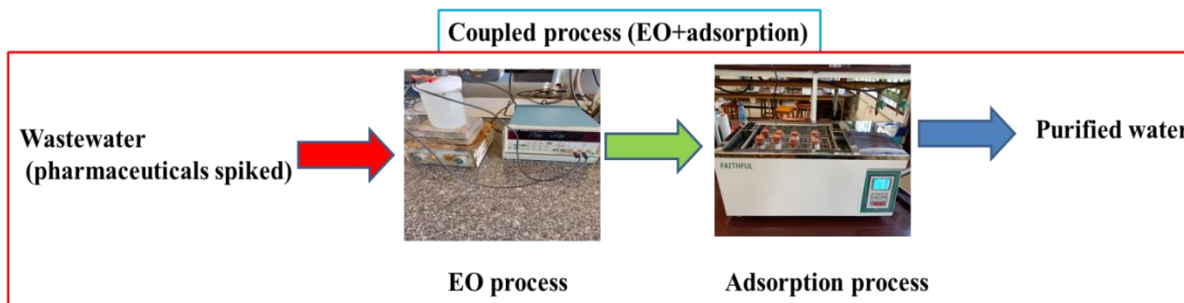 Coupled process (EO+adsorption)
Wastewater
(pharmaceuticals spiked)
FAITHFUL
Purified water
EO process
Adsorption process